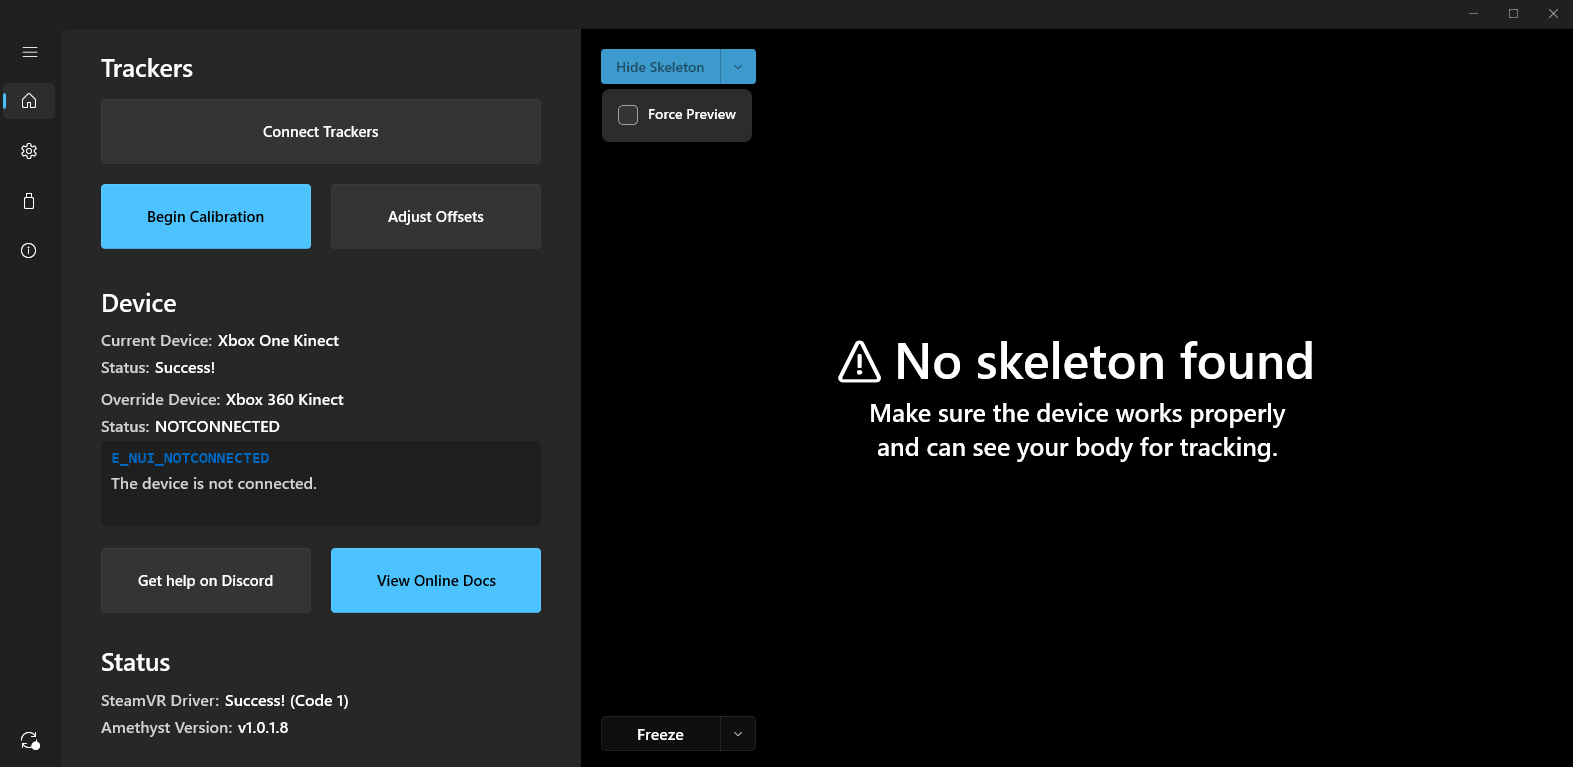 Trackers
Connect Trackers
Begin Calibration
Adjust Offsets
Device
Current Device: Xbox One Kinect
Status: Success!
Override Device: Xbox 360 Kinect
Status: NOTCONNECTED
E_NUI_NOTCONNECTED
The device is not connected.
Get help on Discord
View Online Docs
Status
SteamVR Driver: Success! (Code 1)
Amethyst Version: v1.0.1.8
Hide Skeleton
Force Preview
No skeleton found
Make sure the device works properly
and can see your body for tracking.
Freeze